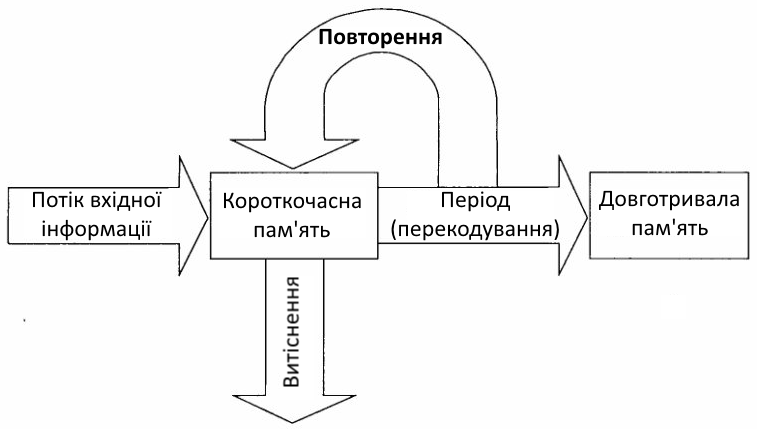 Повторення
Потік вхідної
інформації
Короткочасна
пам'ять
Період
(перекодування)
Довготривала
пам'ять
Витіснення